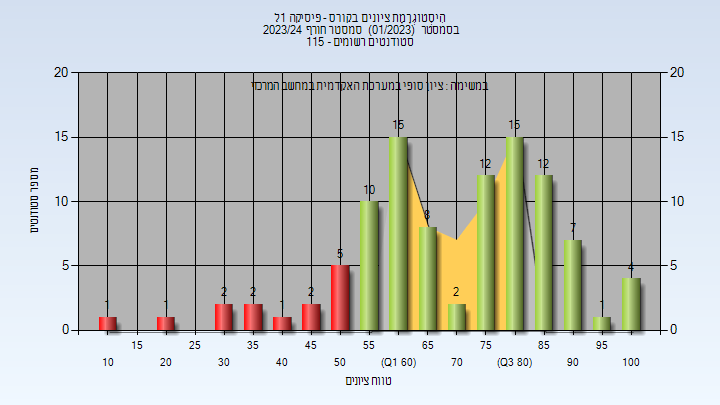 היסטוגרמת ציונים בקורס - פיסיקה 1ל
בסמסטר (01/2023) סמסטר חורף 2023/24
סטודנטים רשומים - 115
במשימה : ציון סופי במערכת האקדמית במחשב המרכזי
20 20
15 15
10 10
5 5
0 0
מספר סטודנטים
1 1 2 2 1 2 5 10 15 8 2 12 15 12 7 1 4
15 25 35 45 55 65 75 85 95
10 20 30 40 50 (Q1 60) 70 (Q3 80) 90 100
טווח ציונים